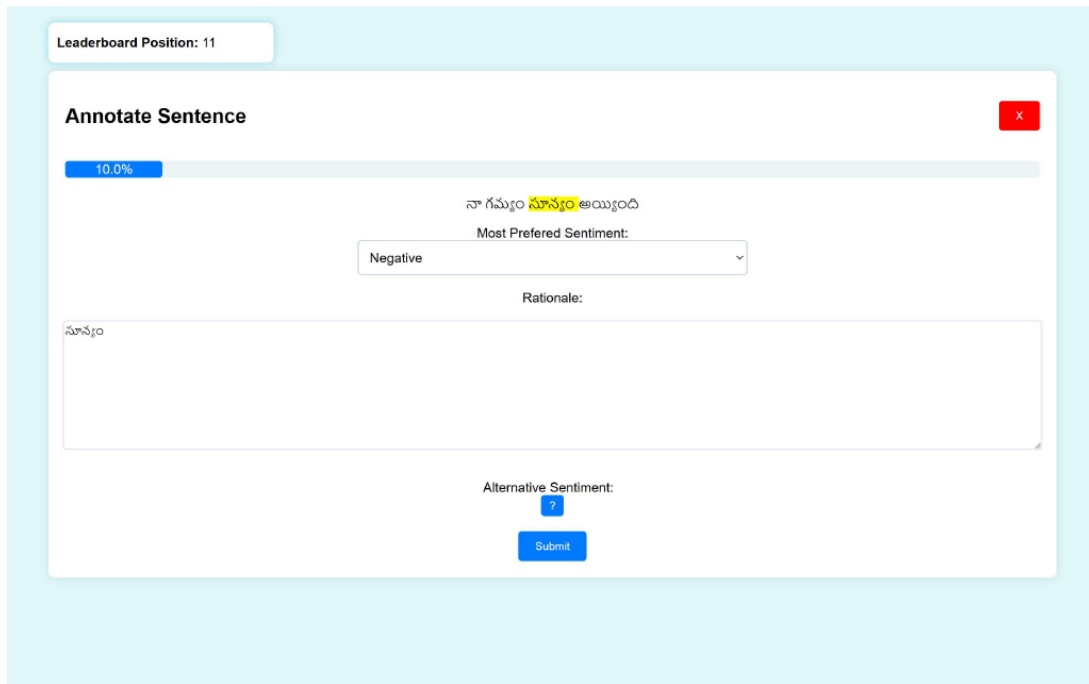 Leaderboard Position: 11
Annotate Sentence
X
10.0%
నా గమ్యం సూన్యం అయ్యింది
Most Prefered Sentiment:
Negative
Rationale:
సూన్యం
Alternative Sentiment:
?
Submit